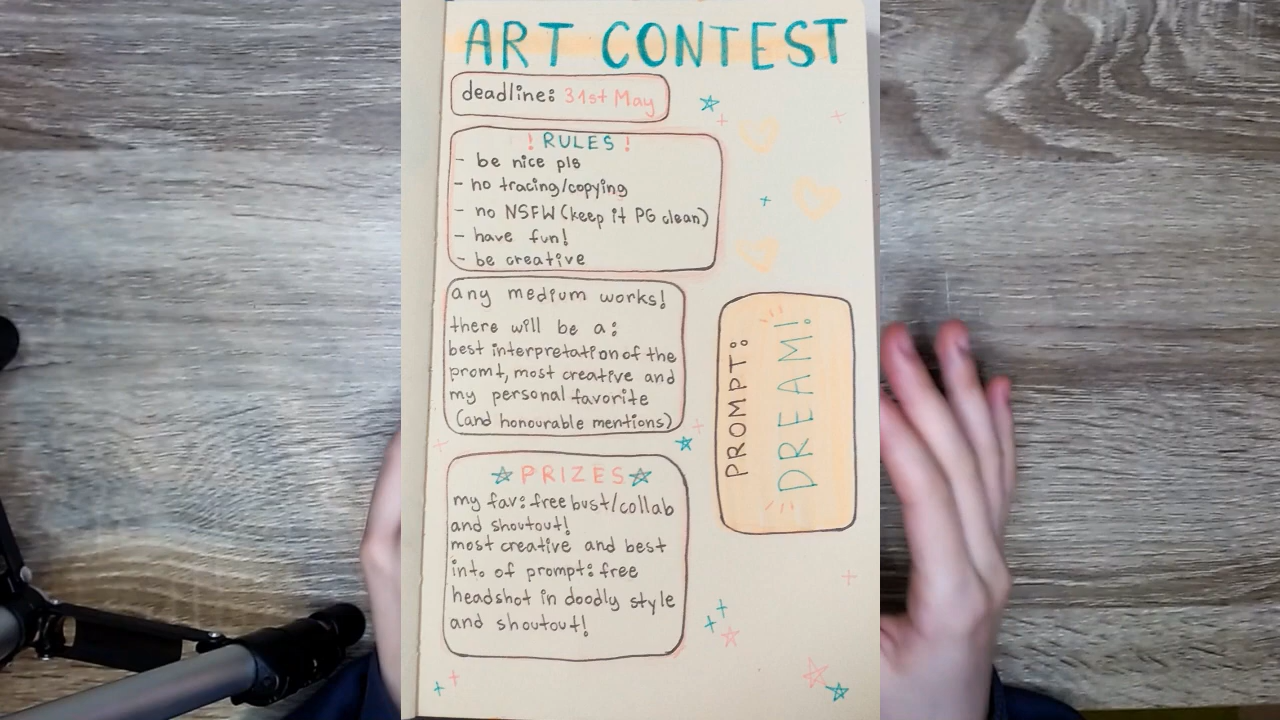 ART CONTEST
deadline: 31st May
! RULES !
- be nice pls
- no tracing/copying
- no NSFW (keep it PG clean)
- have fun!
- be creative
any medium works!
there will be a:
best interpretation of the
promt, most creative and
my personal favorite
(and honourable mentions)
PRIZES
my fav: free bust/collab
and shoutout!
most creative and best
int. of prompt: free
headshot in doodly style
and shoutout!
PROMPT:
DREAM!